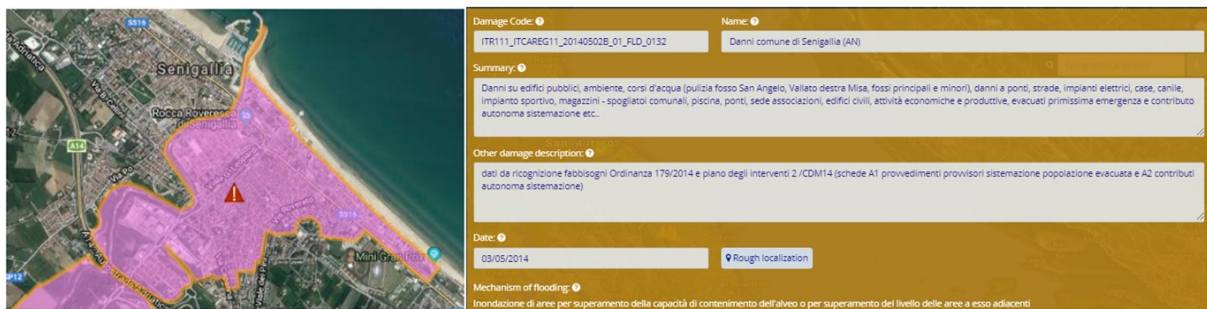 SS16
Senigallia
Rocca Roveresca
di Senigallia
A14
Via Po
SS16
Mini Gran Prix
SP12
Damage Code:
Name:
ITR111_ITCAREG11_20140502B_01_FLD_0132
Danni comune di Senigallia (AN)
Summary:
Danni su edifici pubblici, ambiente, corsi d'acqua (pulizia fosso San Angelo, Vallato destra Misa, fossi principali e minori), danni a ponti, strade, impianti elettrici, case, canile,
impianto sportivo, magazzini - spogliatoi comunali, piscina, ponti, sede associazioni, edifici civili, attività economiche e produttive, evacuati primissima emergenza e contributo
autonoma sistemazione etc..
Other damage description:
dati da ricognizione fabbisogni Ordinanza 179/2014 e piano degli interventi 2 /CDM14 (schede A1 provvedimenti provvisori sistemazione popolazione evacuata e A2 contributi
autonoma sistemazione)
Date:
03/05/2014
Rough localization
Mechanism of flooding:
Inondazione di aree per superamento della capacità di contenimento dell'alveo o per superamento del livello delle aree a esso adiacenti